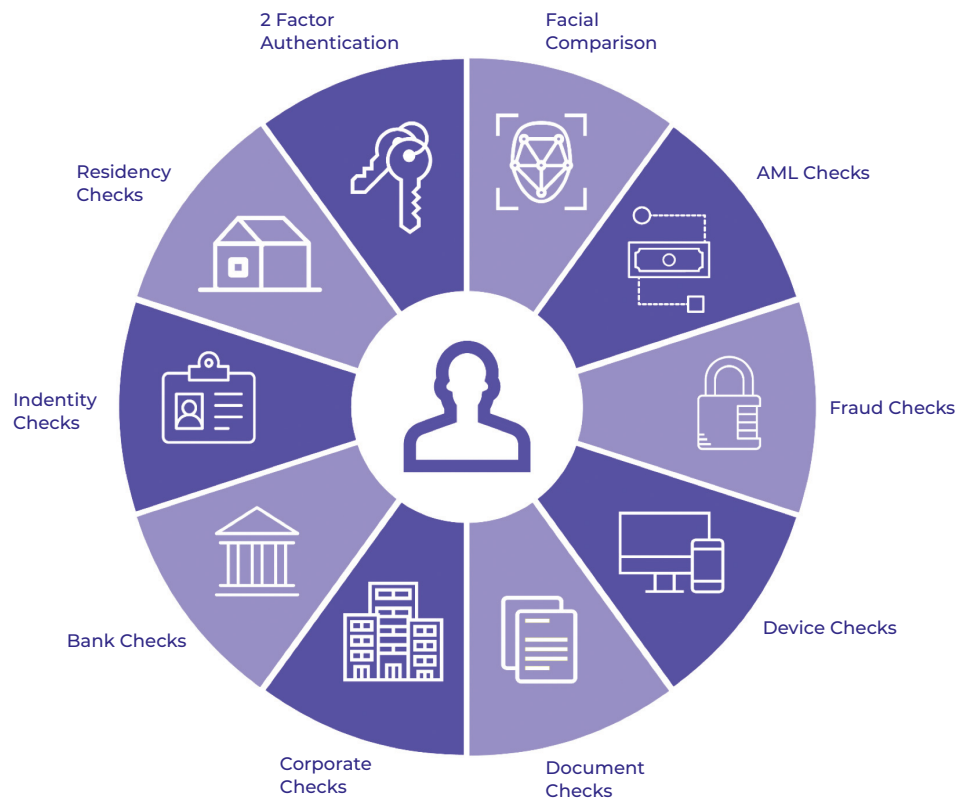 2 Factor
Authentication
Facial
Comparison
AML Checks
Fraud Checks
Device Checks
Document
Checks
Corporate
Checks
Bank Checks
Indentity
Checks
Residency
Checks